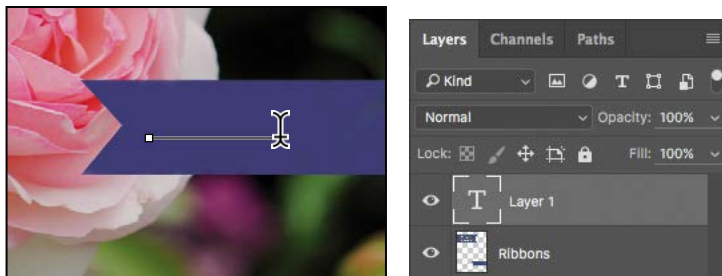 Layers Channels Paths
Kind
Normal Opacity: 100%
Lock: Fill: 100%
T Layer 1
Ribbons